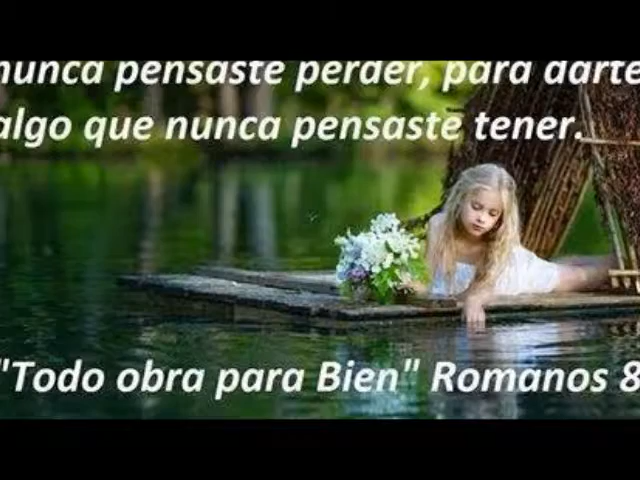 nunca pensaste perder, para darte
algo que nunca pensaste tener.
"Todo obra para Bien" Romanos 8